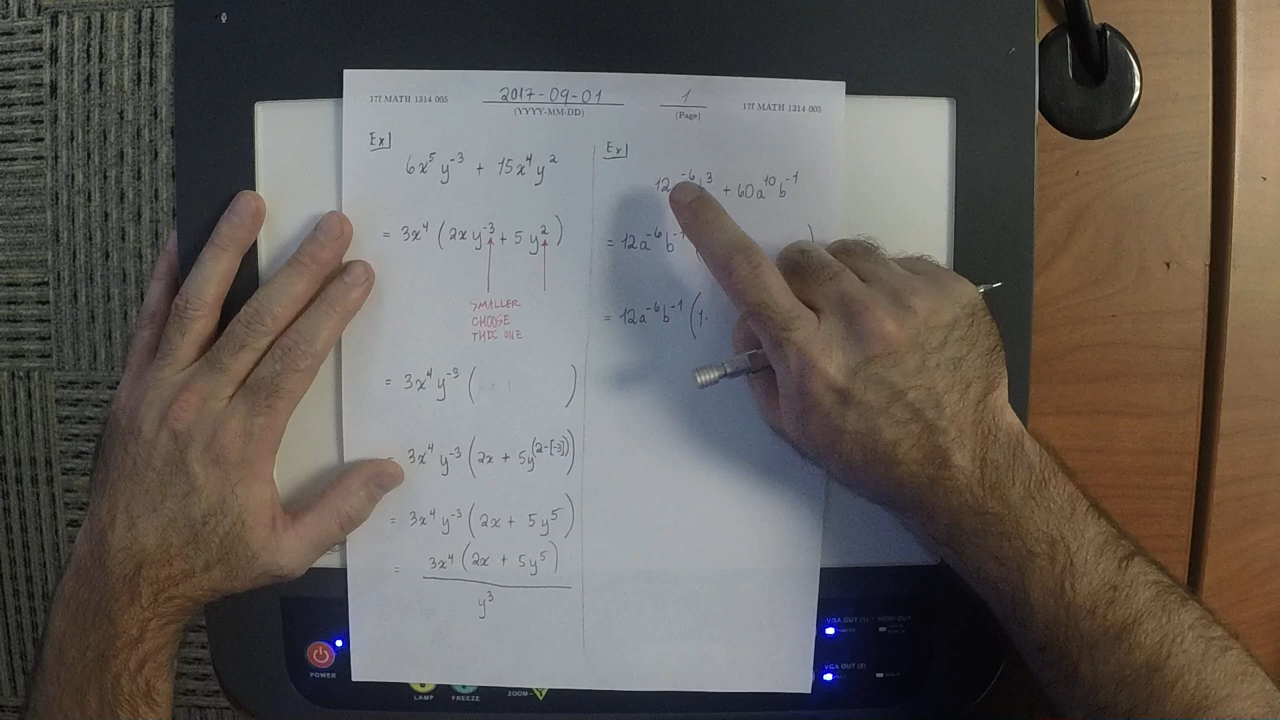 17f MATH 1314 005
2017-09-01
(YYYY-MM-DD)
1
(Page)
17f MATH 1314 005
Ex]
6x⁵y⁻³ + 15x⁴y²
= 3x⁴ (2xy⁻³ + 5y²)
SMALLER
CHOOSE
THIS ONE
= 3x⁴y⁻³ ( )
= 3x⁴y⁻³ (2x + 5y^(2-[-3]))
= 3x⁴y⁻³ (2x + 5y⁵)
= 3x⁴ (2x + 5y⁵)
y³
Ex]
12 ⁻⁶b³ + 60a¹⁰b⁻¹
= 12a⁻⁶b⁻¹ ( )
= 12a⁻⁶b⁻¹ (1·
POWER
LAMP
FREEZE
ZOOM
VGA OUT (1)
VGA OUT (2)